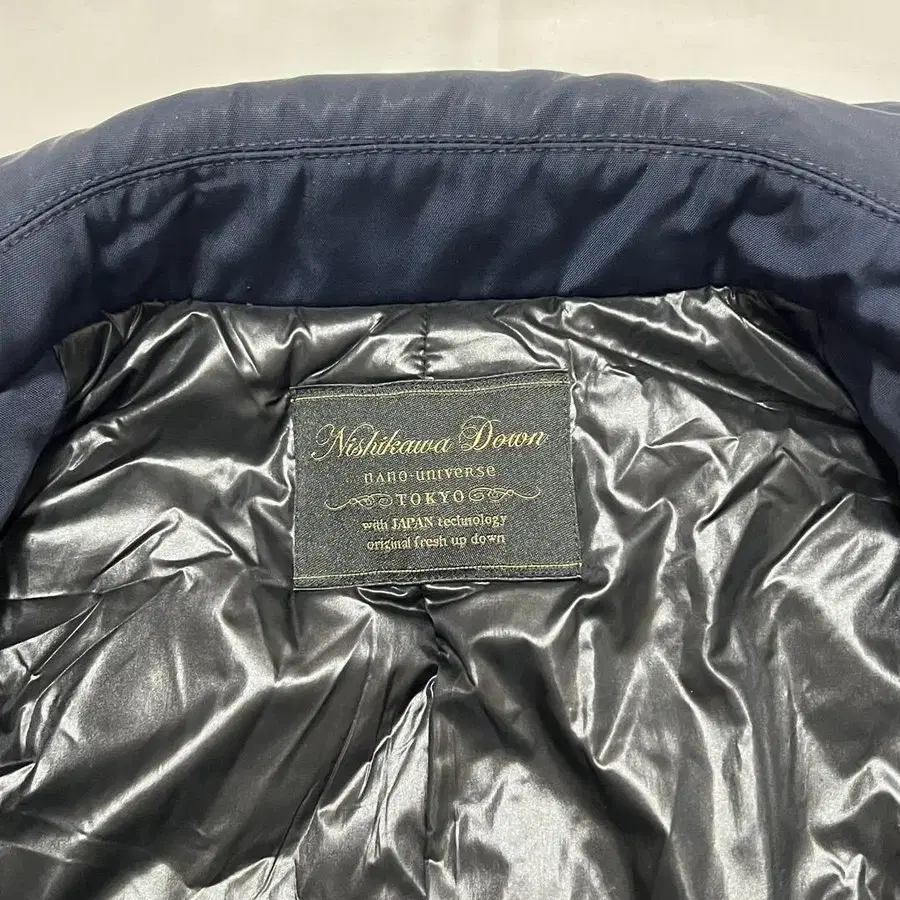 Nishikawa Down
nano·universe
TOKYO
with JAPAN technology
original fresh up down